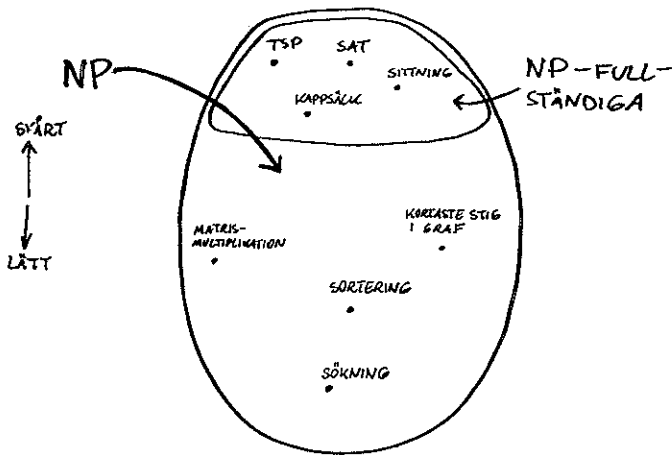 TSP
SAT
SITTNING
KAPPSÄCK
NP
NP-FULL-
STÄNDIGA
SVÅRT
LÄTT
MATRIS-
MULTIPLIKATION
KORTASTE STIG
I GRAF
SORTERING
SÖKNING